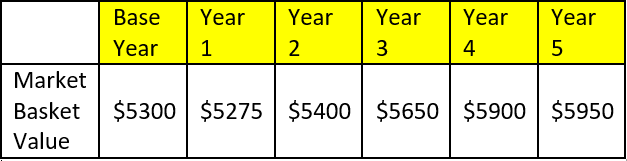 Base Year Year Year Year Year
Year 1 2 3 4 5
Market
Basket $5300 $5275 $5400 $5650 $5900 $5950
Value